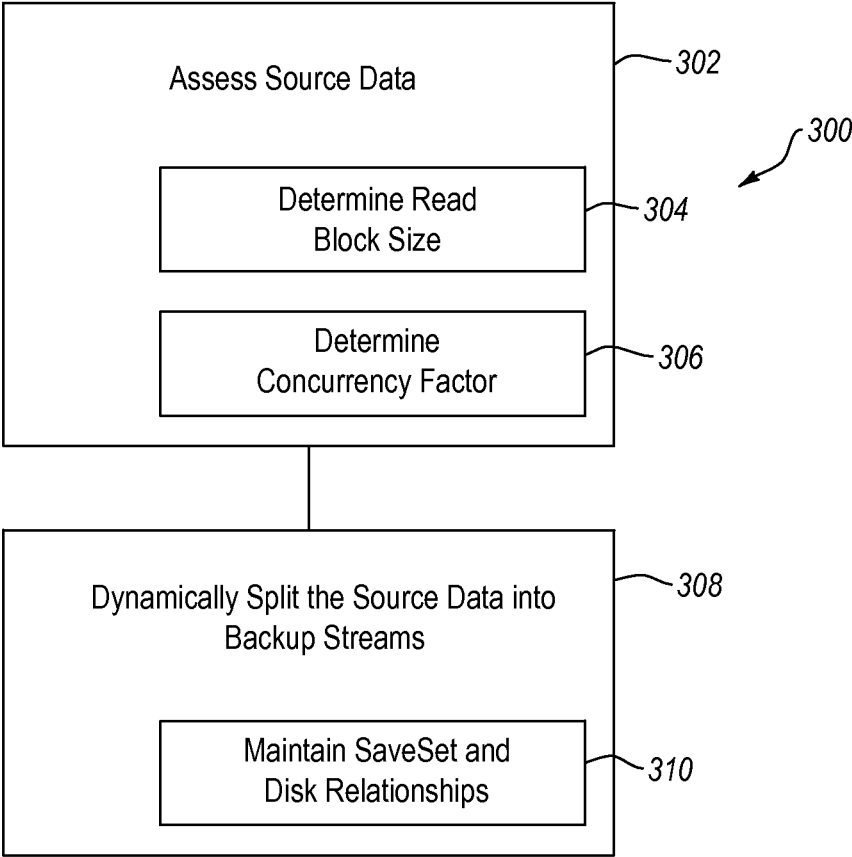 Assess Source Data
302
300
Determine Read
Block Size
304
Determine
Concurrency Factor
306
Dynamically Split the Source Data into
Backup Streams
308
Maintain SaveSet and
Disk Relationships
310